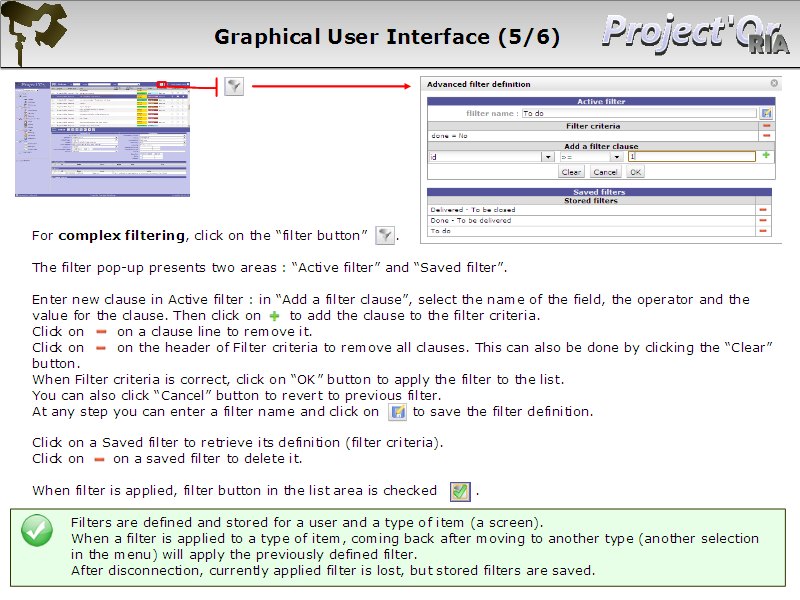 Graphical User Interface (5/6)
Project'Or
RIA
Advanced filter definition
Active filter
filter name : To do
Filter criteria
done = No
Add a filter clause
id >= 1
Clear Cancel OK
Saved filters
Stored filters
Delivered - To be closed
Done - To be delivered
To do
For complex filtering, click on the “filter button” .
The filter pop-up presents two areas : “Active filter” and “Saved filter”.
Enter new clause in Active filter : in “Add a filter clause”, select the name of the field, the operator and the
value for the clause. Then click on to add the clause to the filter criteria.
Click on on a clause line to remove it.
Click on on the header of Filter criteria to remove all clauses. This can also be done by clicking the “Clear”
button.
When Filter criteria is correct, click on “OK” button to apply the filter to the list.
You can also click “Cancel” button to revert to previous filter.
At any step you can enter a filter name and click on to save the filter definition.
Click on a Saved filter to retrieve its definition (filter criteria).
Click on on a saved filter to delete it.
When filter is applied, filter button in the list area is checked .
Filters are defined and stored for a user and a type of item (a screen).
When a filter is applied to a type of item, coming back after moving to another type (another selection
in the menu) will apply the previously defined filter.
After disconnection, currently applied filter is lost, but stored filters are saved.